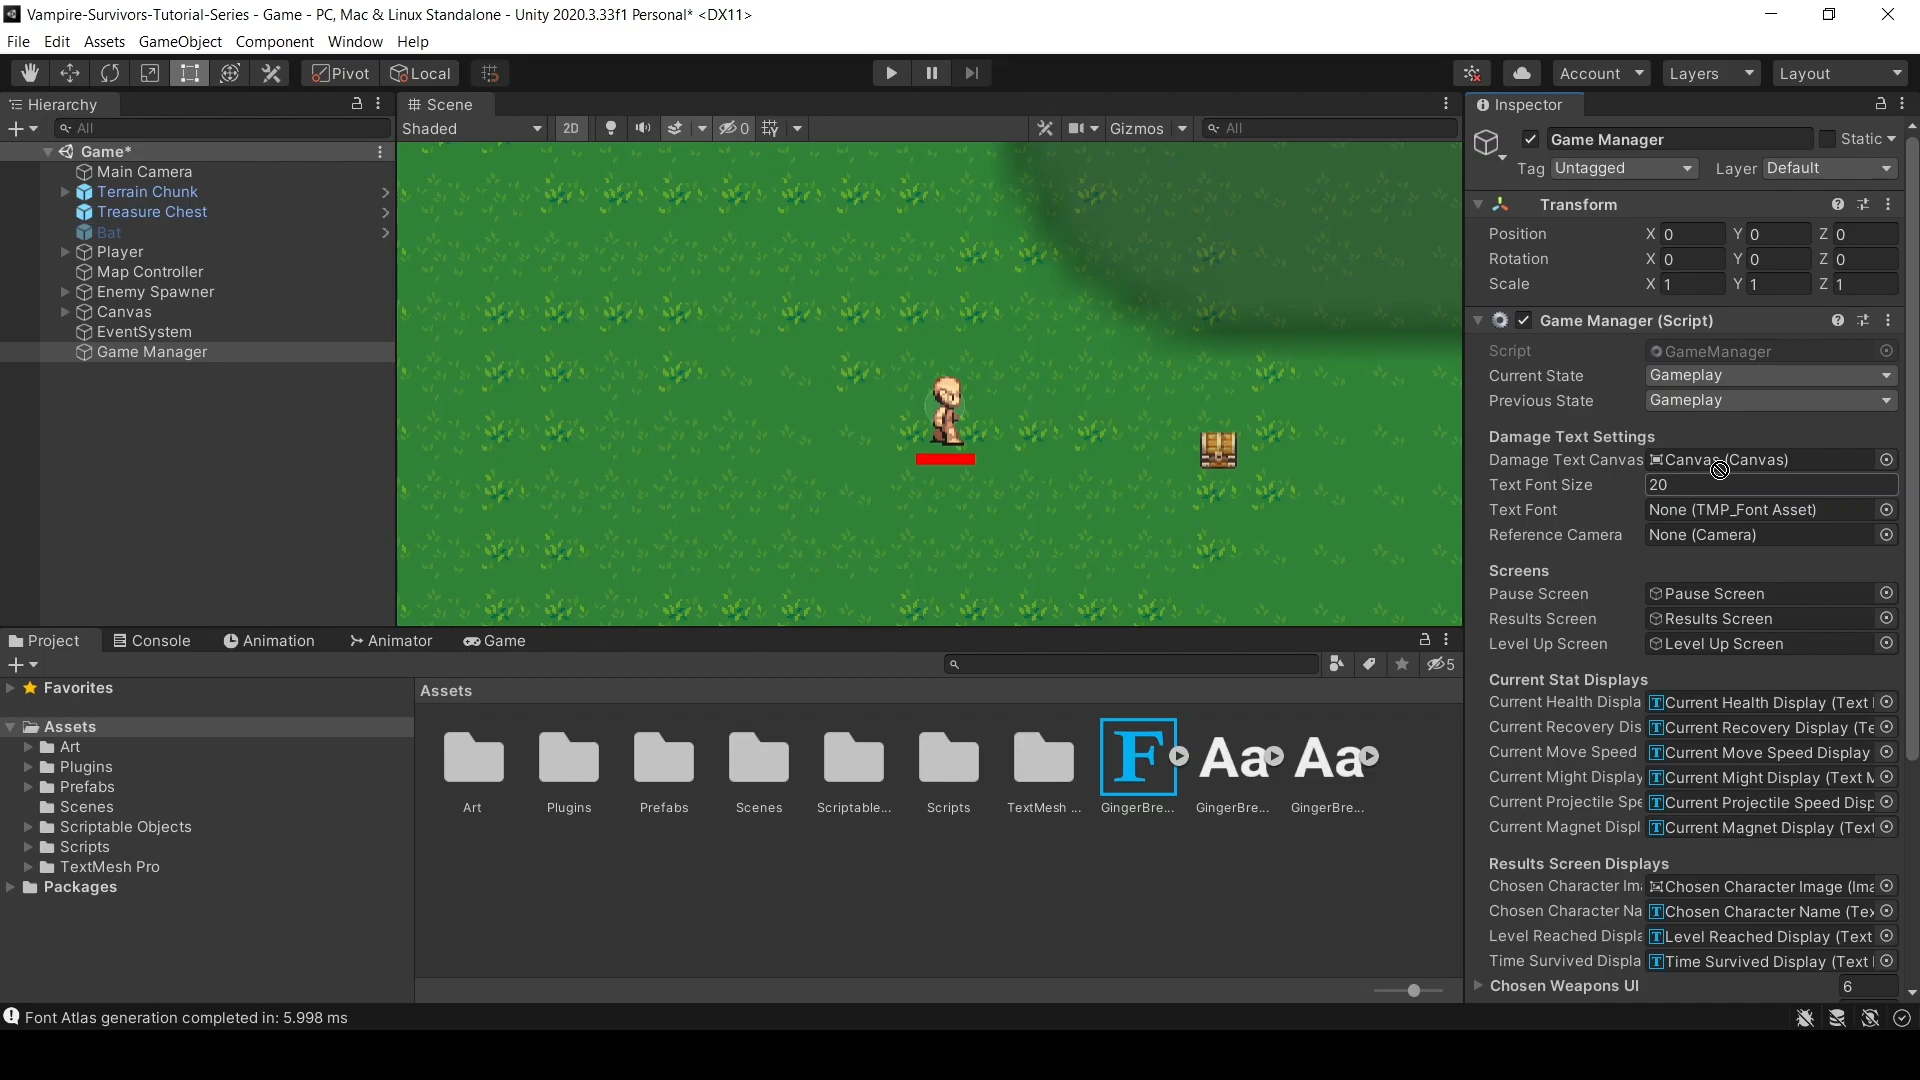 Vampire-Survivors-Tutorial-Series - Game - PC, Mac & Linux Standalone - Unity 2020.3.33f1 Personal* <DX11>
File Edit Assets GameObject Component Window Help
Pivot Local Account Layers Layout
Hierarchy
All
Game*
Main Camera
Terrain Chunk
Treasure Chest
Bat
Player
Map Controller
Enemy Spawner
Canvas
EventSystem
Game Manager
Scene
Shaded 2D 0 Gizmos All
Inspector
Game Manager Static
Tag Untagged Layer Default
Transform
Position X 0 Y 0 Z 0
Rotation X 0 Y 0 Z 0
Scale X 1 Y 1 Z 1
Game Manager (Script)
Script GameManager
Current State Gameplay
Previous State Gameplay
Damage Text Settings
Damage Text Canvas Canvas (Canvas)
Text Font Size 20
Text Font None (TMP_Font Asset)
Reference Camera None (Camera)
Screens
Pause Screen Pause Screen
Results Screen Results Screen
Level Up Screen Level Up Screen
Current Stat Displays
Current Health Displa Current Health Display (Text
Current Recovery Dis Current Recovery Display (Te
Current Move Speed Current Move Speed Display
Current Might Display Current Might Display (Text M
Current Projectile Spe Current Projectile Speed Disp
Current Magnet Displ Current Magnet Display (Text
Results Screen Displays
Chosen Character Im Chosen Character Image (Ima
Chosen Character Na Chosen Character Name (Tex
Level Reached Displa Level Reached Display (Text
Time Survived Displa Time Survived Display (Text
Chosen Weapons UI 6
Project Console Animation Animator Game
5
Favorites
Assets
Art
Plugins
Prefabs
Scenes
Scriptable Objects
Scripts
TextMesh Pro
Packages
Assets
F Aa Aa
Art Plugins Prefabs Scenes Scriptable... Scripts TextMesh ... GingerBre... GingerBre... GingerBre...
Font Atlas generation completed in: 5.998 ms